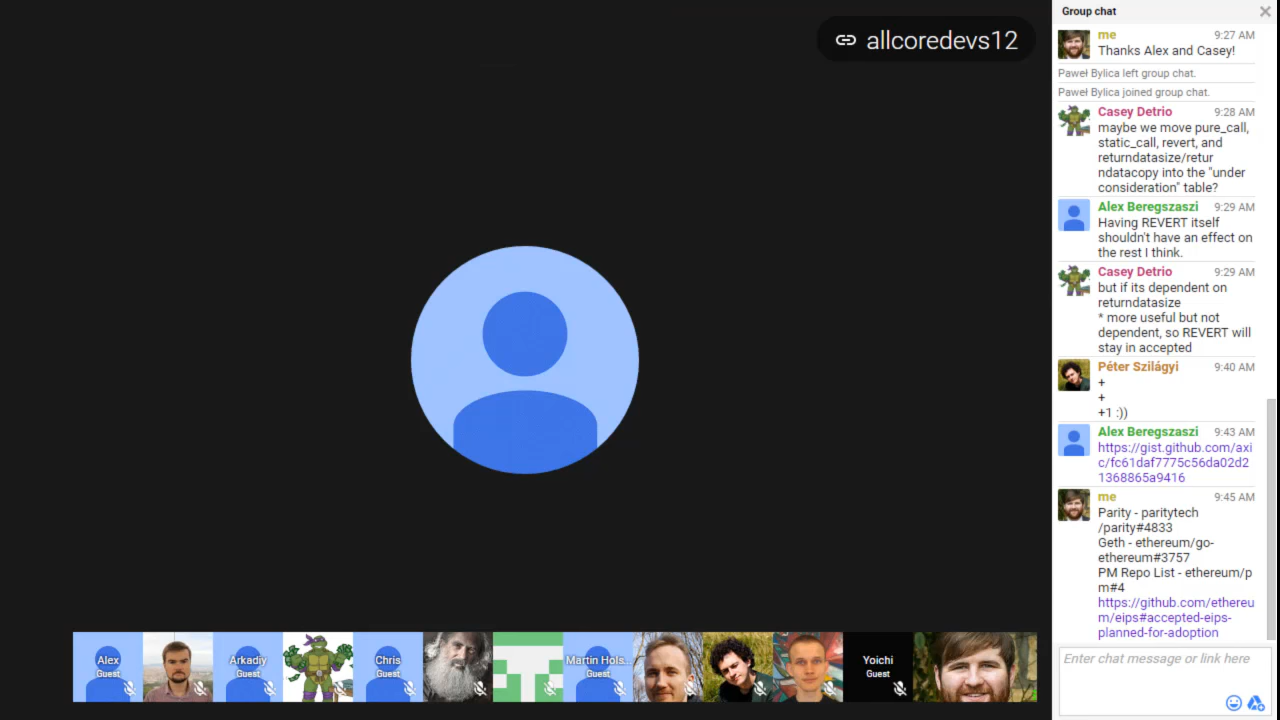 allcoredevs12
Group chat
me 9:27 AM
Thanks Alex and Casey!
Paweł Bylica left group chat.
Paweł Bylica joined group chat.
Casey Detrio 9:28 AM
maybe we move pure_call,
static_call, revert, and
returndatasize/retur
ndatacopy into the "under
consideration" table?
Alex Beregszaszi 9:29 AM
Having REVERT itself
shouldn't have an effect on
the rest I think.
Casey Detrio 9:29 AM
but if its dependent on
returndatasize
* more useful but not
dependent, so REVERT will
stay in accepted
Péter Szilágyi 9:40 AM
+
+
+1 :))
Alex Beregszaszi 9:43 AM
https://gist.github.com/axi
c/fc61daf7775c56da02d2
1368865a9416
me 9:45 AM
Parity - paritytech
/parity#4833
Geth - ethereum/go-
ethereum#3757
PM Repo List - ethereum/p
m#4
https://github.com/ethereu
m/eips#accepted-eips-
planned-for-adoption
Enter chat message or link here
Alex
Guest
Arkadiy
Guest
Chris
Guest
Martin Hols...
Guest
Yoichi
Guest